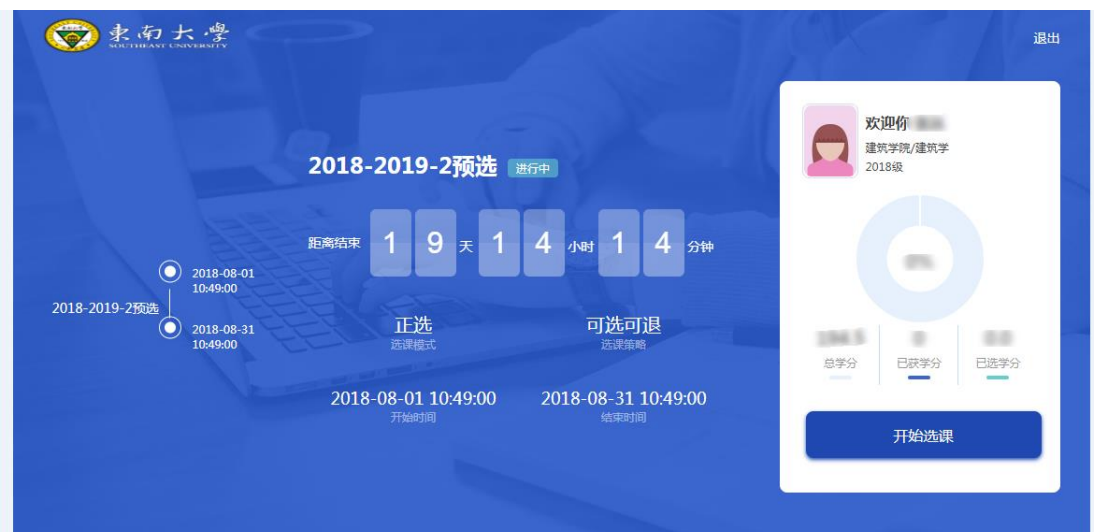 東南大學
SOUTHEAST UNIVERSITY
退出
2018-2019-2预选 进行中
距离结束 1 9 天 1 4 小时 1 4 分钟
2018-2019-2预选
2018-08-01
10:49:00
2018-08-31
10:49:00
正选
选课模式
可选可退
选课策略
2018-08-01 10:49:00
开始时间
2018-08-31 10:49:00
结束时间
欢迎你
建筑学院/建筑学
2018级
总学分
已获学分
已选学分
开始选课